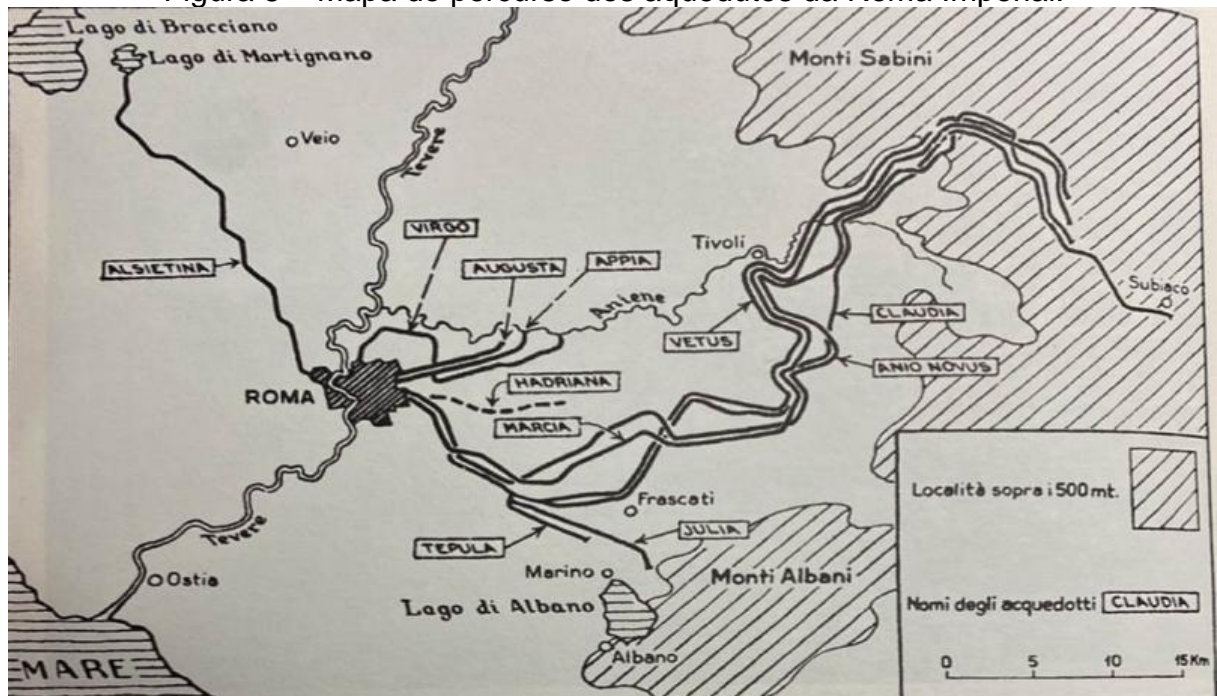 Lago di Bracciano
Lago di Martignano
Monti Sabini
Veio
Tevere
VIRGO
Tivoli
AUGUSTA
APPIA
ALSIETINA
Aniene
Subiaco
CLAUDIA
VETUS
ANIO NOVUS
HADRIANA
ROMA
MARCIA
Frascati
Località sopra i 500 mt.
Tevere
JULIA
TEPULA
Ostia
Marino
Monti Albani
Lago di Albano
Nomi degli acquedotti CLAUDIA
Albano
MARE
0 5 10 15 Km